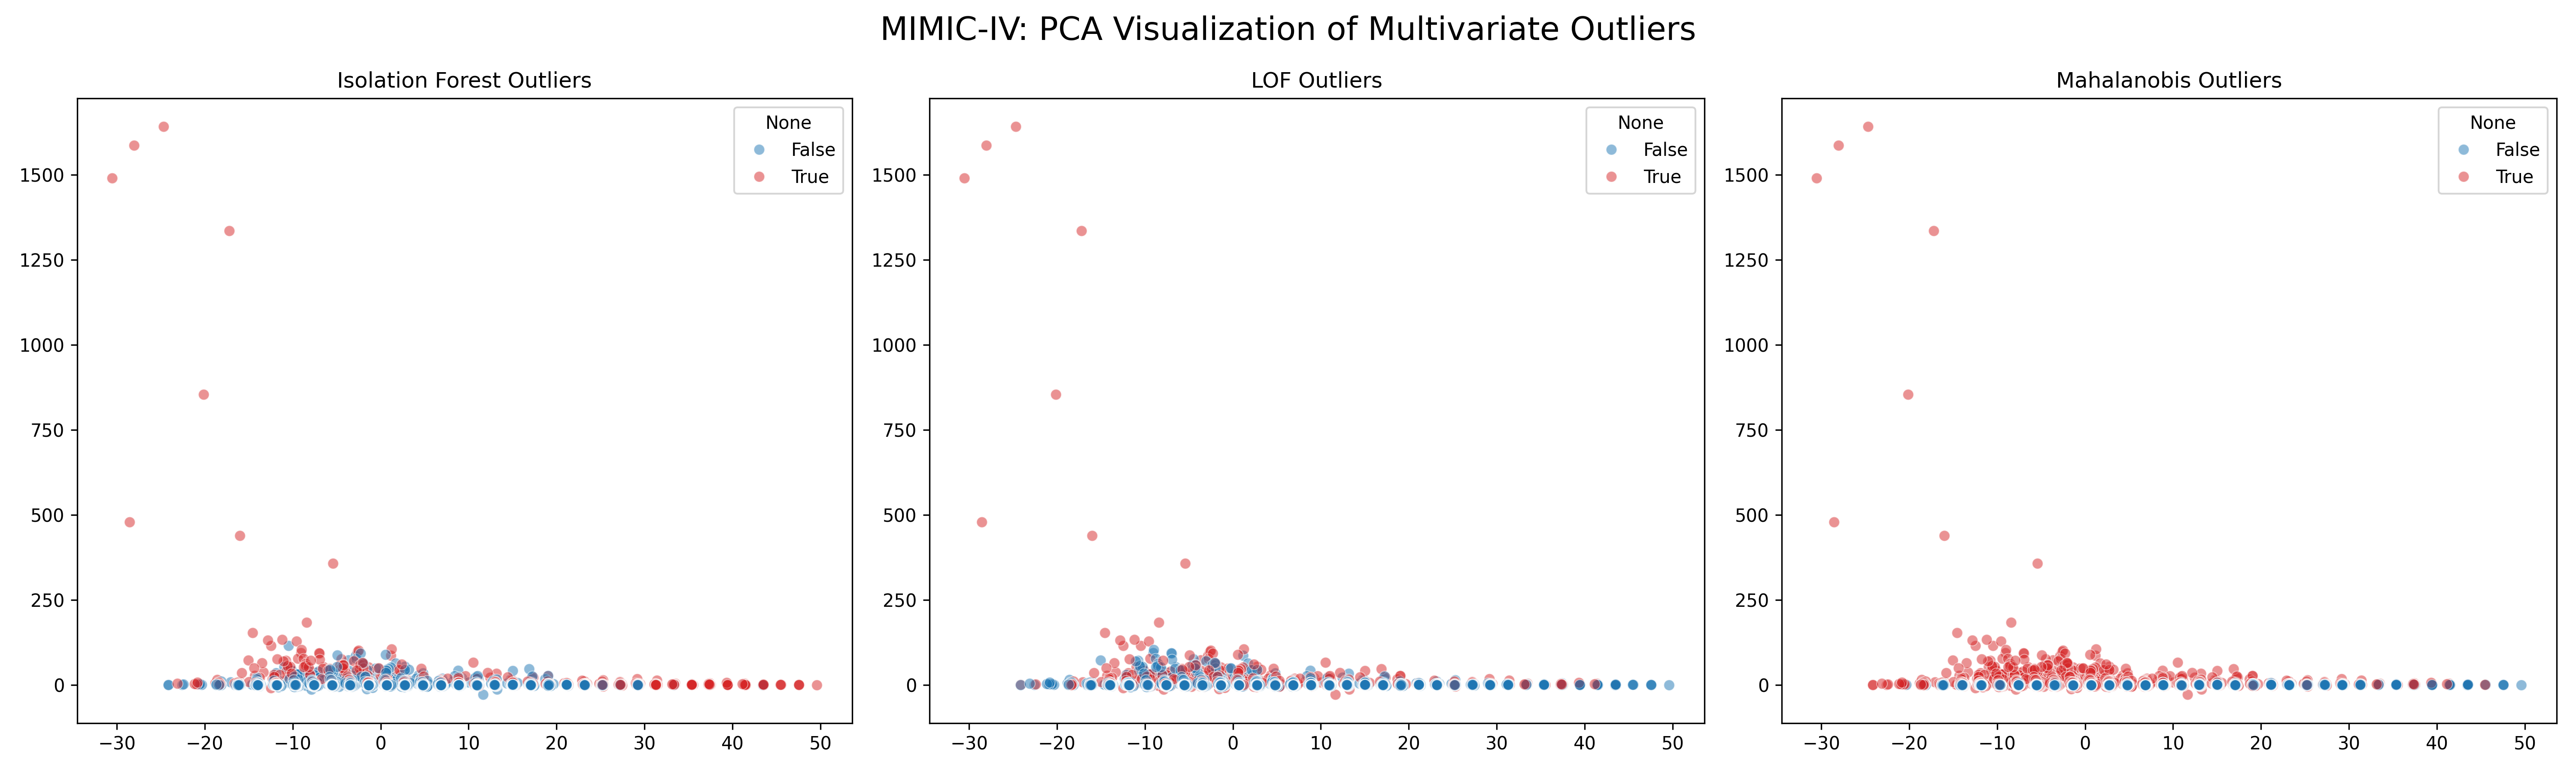 MIMIC-IV: PCA Visualization of Multivariate Outliers
Isolation Forest Outliers
None
False
True
1500
1250
1000
750
500
250
0
−30 −20 −10 0 10 20 30 40 50
LOF Outliers
None
False
True
1500
1250
1000
750
500
250
0
−30 −20 −10 0 10 20 30 40 50
Mahalanobis Outliers
None
False
True
1500
1250
1000
750
500
250
0
−30 −20 −10 0 10 20 30 40 50